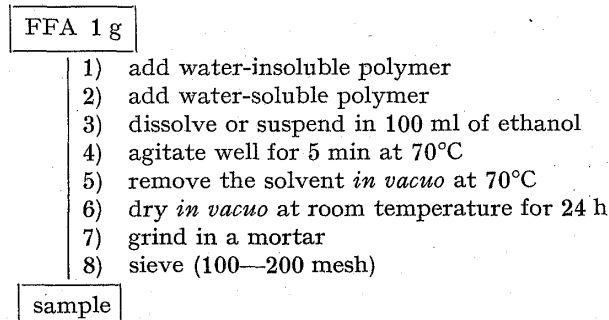 FFA 1 g
1) add water-insoluble polymer
2) add water-soluble polymer
3) dissolve or suspend in 100 ml of ethanol
4) agitate well for 5 min at 70°C
5) remove the solvent in vacuo at 70°C
6) dry in vacuo at room temperature for 24 h
7) grind in a mortar
8) sieve (100—200 mesh)
sample